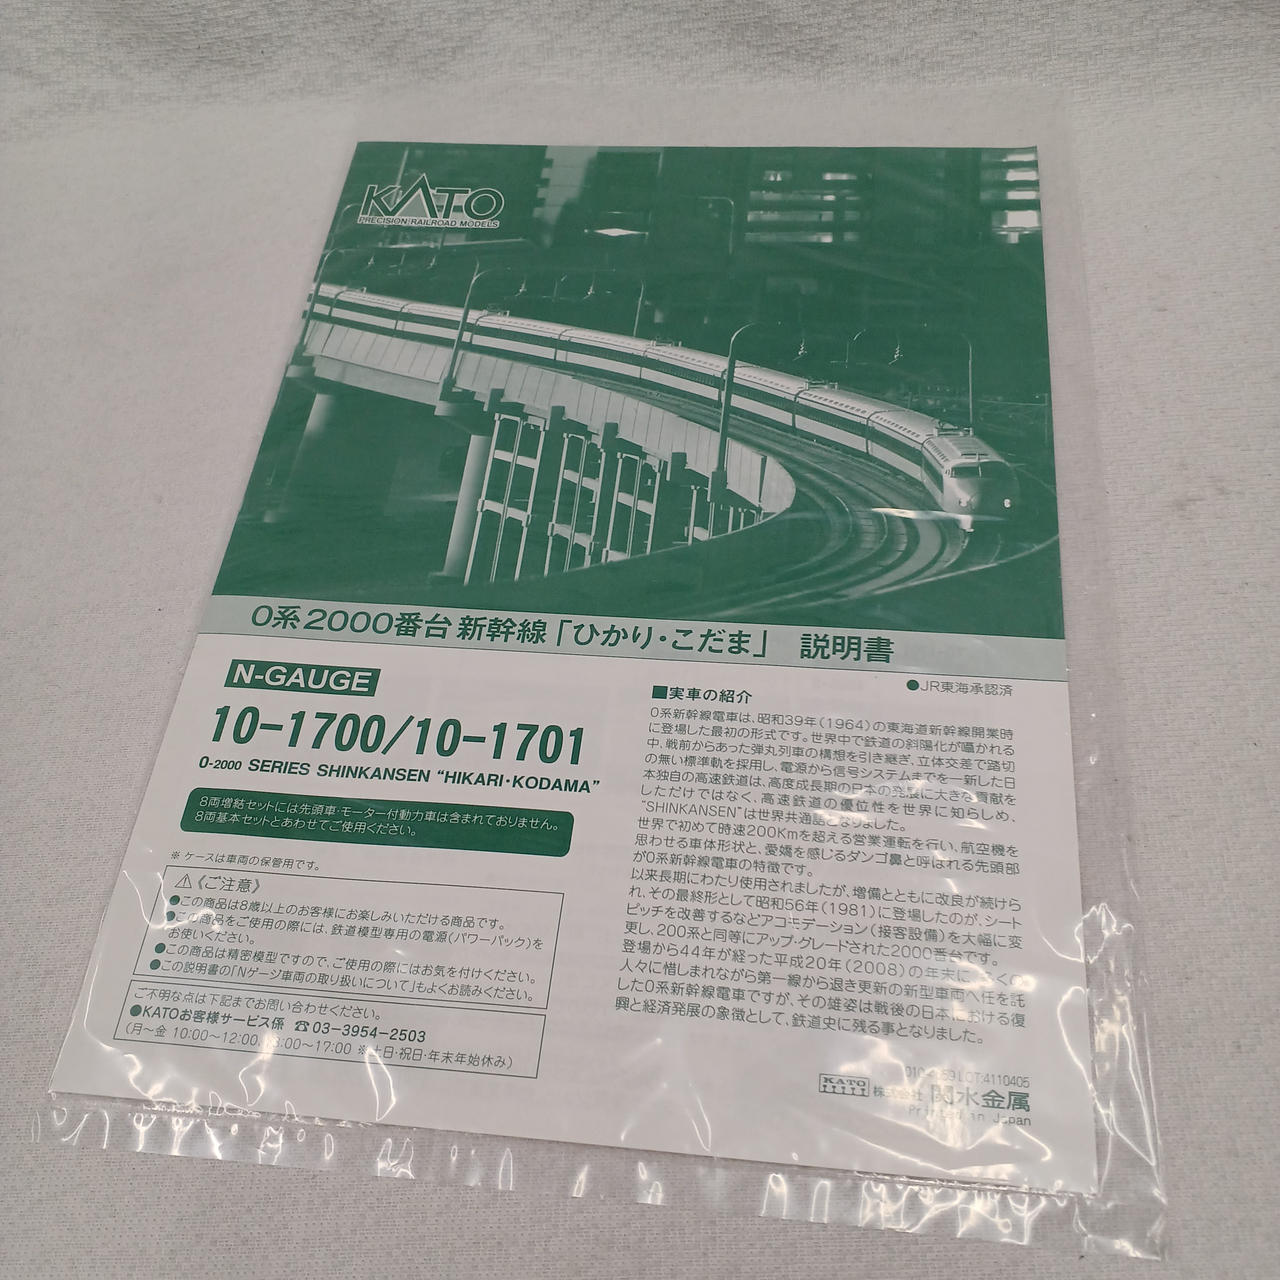 KATO
PRECISION RAILROAD MODELS
0系2000番台 新幹線「ひかり・こだま」 説明書
N-GAUGE
10-1700/10-1701
0-2000 SERIES SHINKANSEN "HIKARI・KODAMA"
8両増結セットには先頭車・モーター付動力車は含まれておりません。
8両基本セットとあわせてご使用ください。
※ ケースは車両の保管用です。
⚠《ご注意》
●この商品は8歳以上のお客様にお楽しみいただける商品です。
●この商品をご使用の際には、鉄道模型専用の電源(パワーパック)を
お使いください。
●この商品は精密模型ですので、ご使用の際にはお気を付けください。
●この説明書の「Nゲージ車両の取り扱いについて」もよくお読みください。
ご不明な点は下記までお問い合わせください。
●KATOお客様サービス係 ☎03-3954-2503
(月〜金 10:00〜12:00, 13:00〜17:00 ※土日・祝日・年末年始休み)
●JR東海承認済
■実車の紹介
0系新幹線電車は、昭和39年(1964)の東海道新幹線開業時
に登場した最初の形式です。世界中で鉄道の斜陽化が囁かれる
中、戦前からあった弾丸列車の構想を引き継ぎ、立体交差で踏切
の無い標準軌を採用し、電源から信号システムまでを一新した日
本独自の高速鉄道は、高度成長期の日本の発展に大きな貢献を
しただけではなく、高速鉄道の優位性を世界に知らしめ、
"SHINKANSEN"は世界共通語となりました。
世界で初めて時速200Kmを超える営業運転を行い、航空機を
思わせる車体形状と、愛嬌を感じるダンゴ鼻と呼ばれる先頭部
が0系新幹線電車の特徴です。
以来長期にわたり使用されましたが、増備とともに改良が続けら
れ、その最終形として昭和56年(1981)に登場したのが、シート
ピッチを改善するなどアコモデーション(接客設備)を大幅に変
更し、200系と同等にアップ・グレードされた2000番台です。
登場から44年が経った平成20年(2008)の年末に、多くの
人々に惜しまれながら第一線から退き更新の新型車両へ任を託
した0系新幹線電車ですが、その雄姿は戦後の日本における復
興と経済発展の象徴として、鉄道史に残る事となりました。
LOT:4110405
KATO 株式会社 関水金属
Printed in Japan